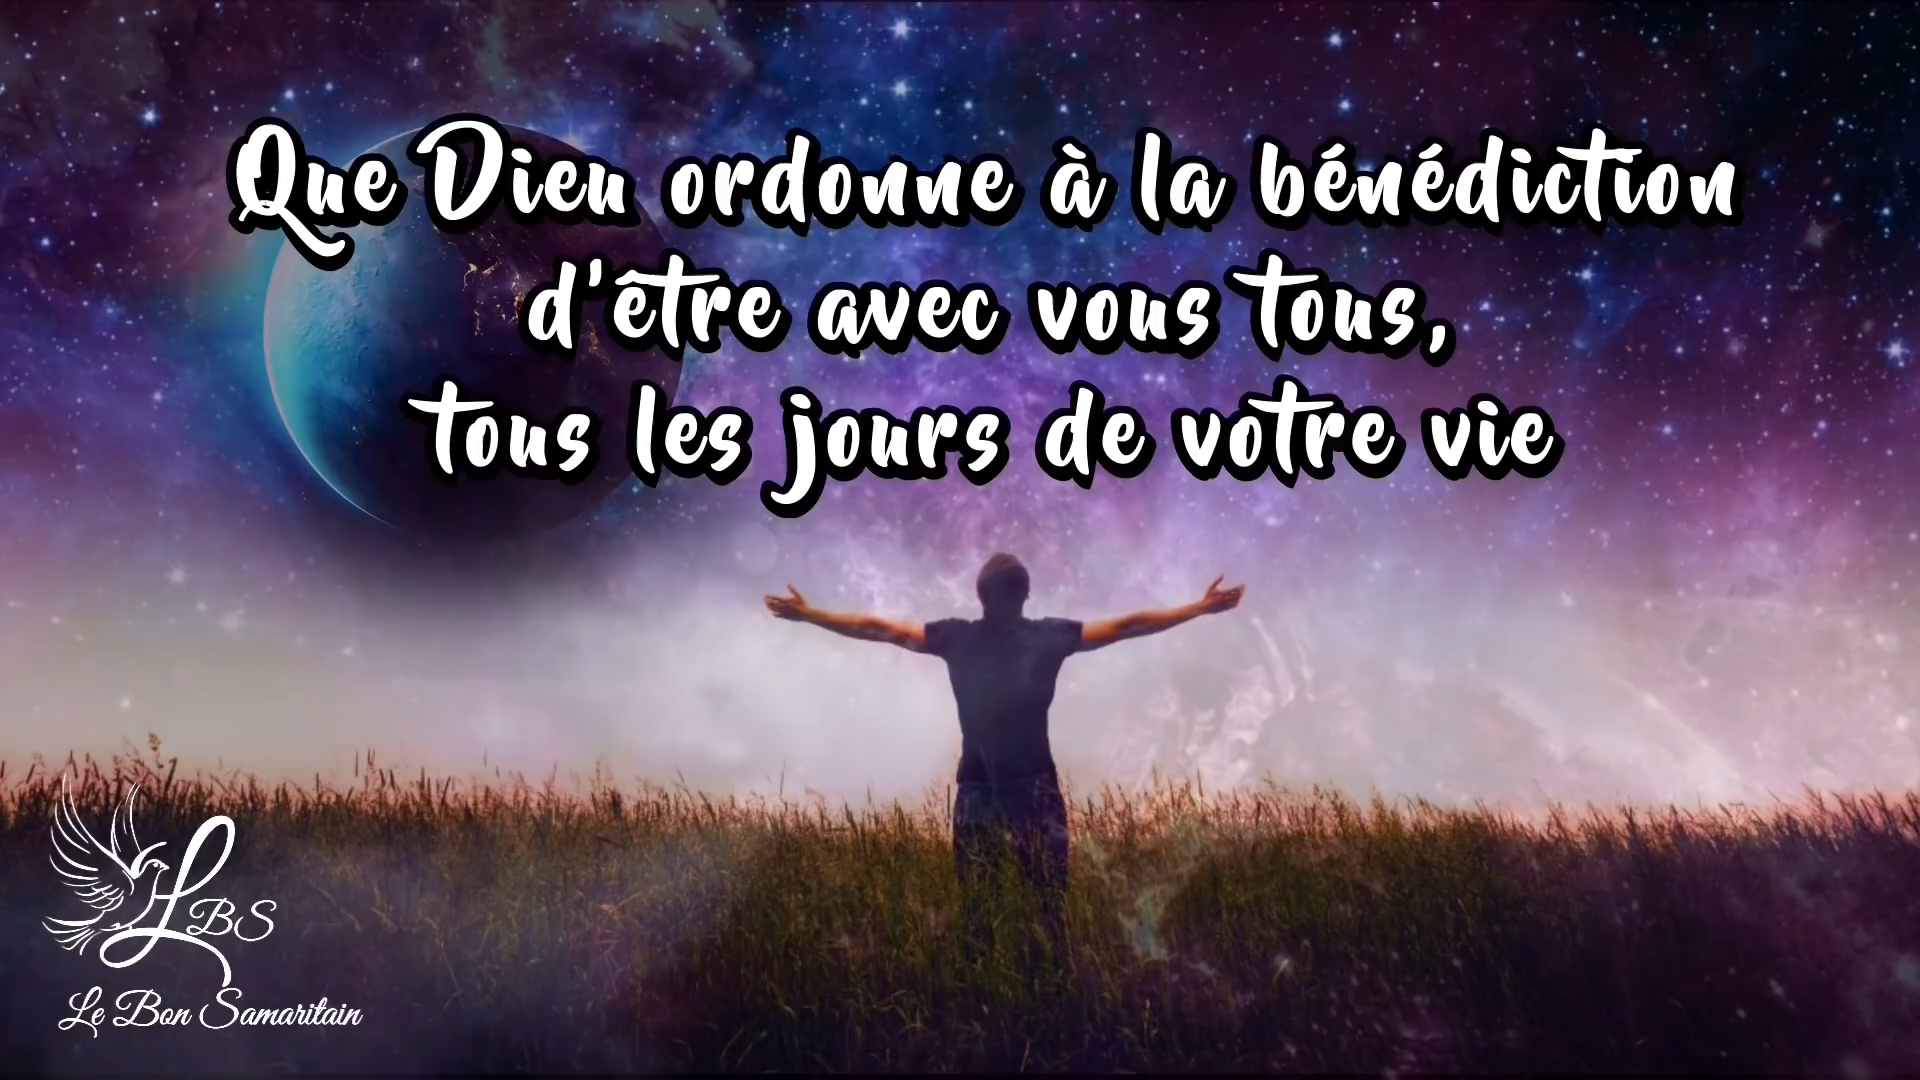 Que Dieu ordonne à la bénédiction
d'être avec vous tous,
tous les jours de votre vie
LBS
Le Bon Samaritain